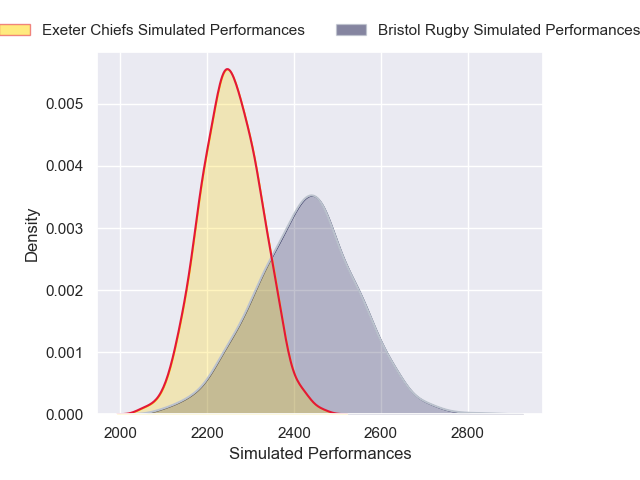 Exeter Chiefs Simulated Performances
Bristol Rugby Simulated Performances
0.005
0.004
0.003
0.002
0.001
0.000
Density
2000 2200 2400 2600 2800
Simulated Performances